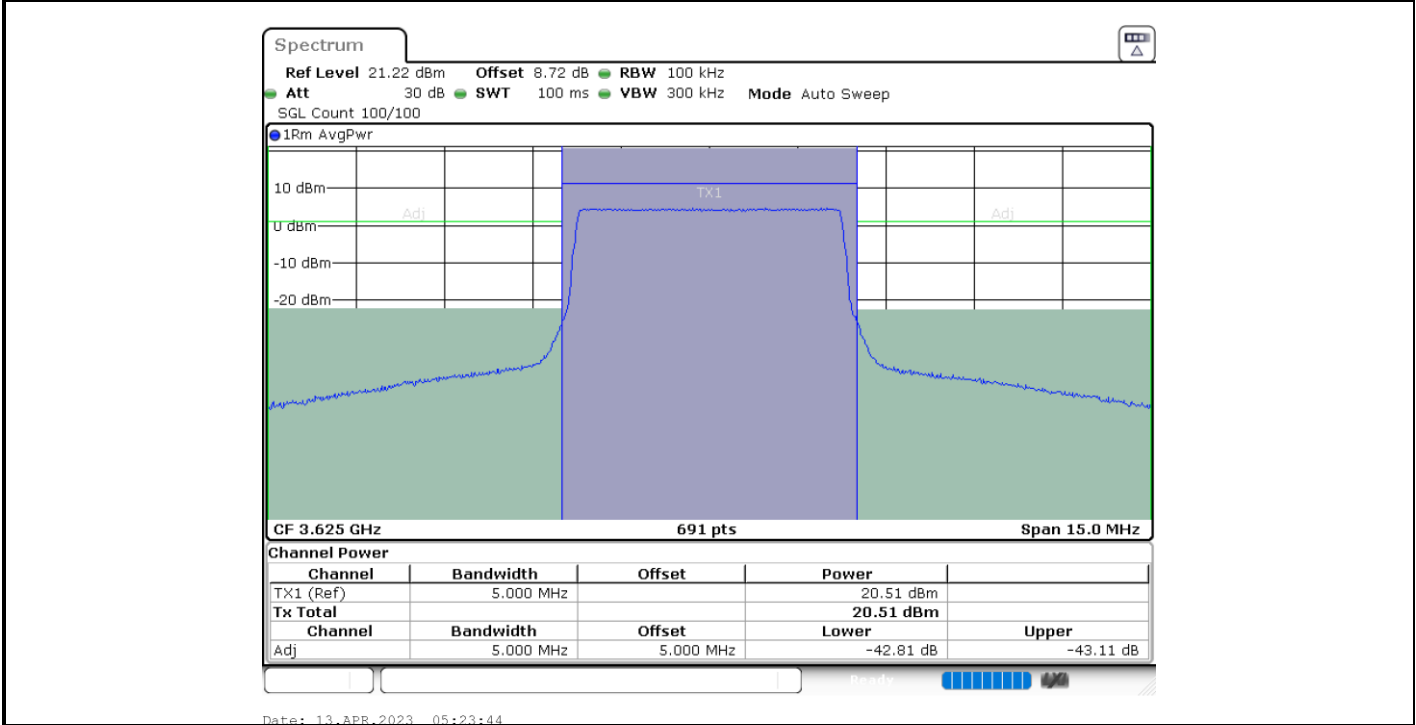 Spectrum
Ref Level 21.22 dBm Offset 8.72 dB RBW 100 kHz
Att 30 dB SWT 100 ms VBW 300 kHz Mode Auto Sweep
SGL Count 100/100
1Rm AvgPwr
10 dBm
TX1
Adj Adj
0 dBm
-10 dBm
-20 dBm
CF 3.625 GHz 691 pts Span 15.0 MHz
Channel Power
Channel Bandwidth Offset Power
TX1 (Ref) 5.000 MHz 20.51 dBm
Tx Total 20.51 dBm
Channel Bandwidth Offset Lower Upper
Adj 5.000 MHz 5.000 MHz -42.81 dB -43.11 dB
Ready
Date: 13.APR.2023 05:23:44